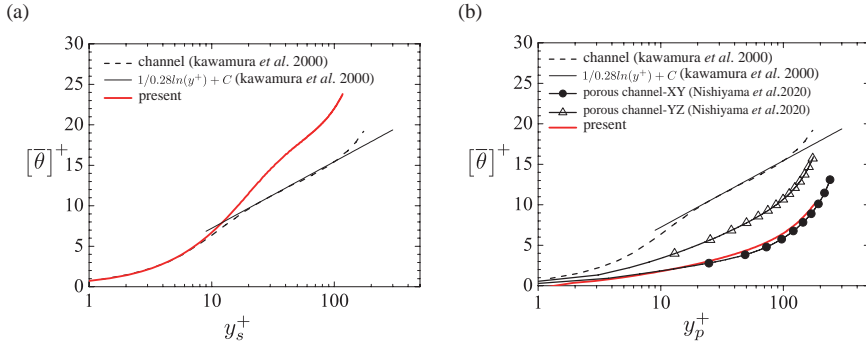 (a)
30
25
20
15
10
5
0
[θ̅]⁺
channel (kawamura et al. 2000)
1/0.28ln(y⁺) + C (kawamura et al. 2000)
present
1
10
100
yₛ⁺
(b)
30
25
20
15
10
5
0
[θ̅]⁺
channel (kawamura et al. 2000)
1/0.28ln(y⁺) + C (kawamura et al. 2000)
porous channel-XY (Nishiyama et al.2020)
porous channel-YZ (Nishiyama et al.2020)
present
1
10
100
yₚ⁺